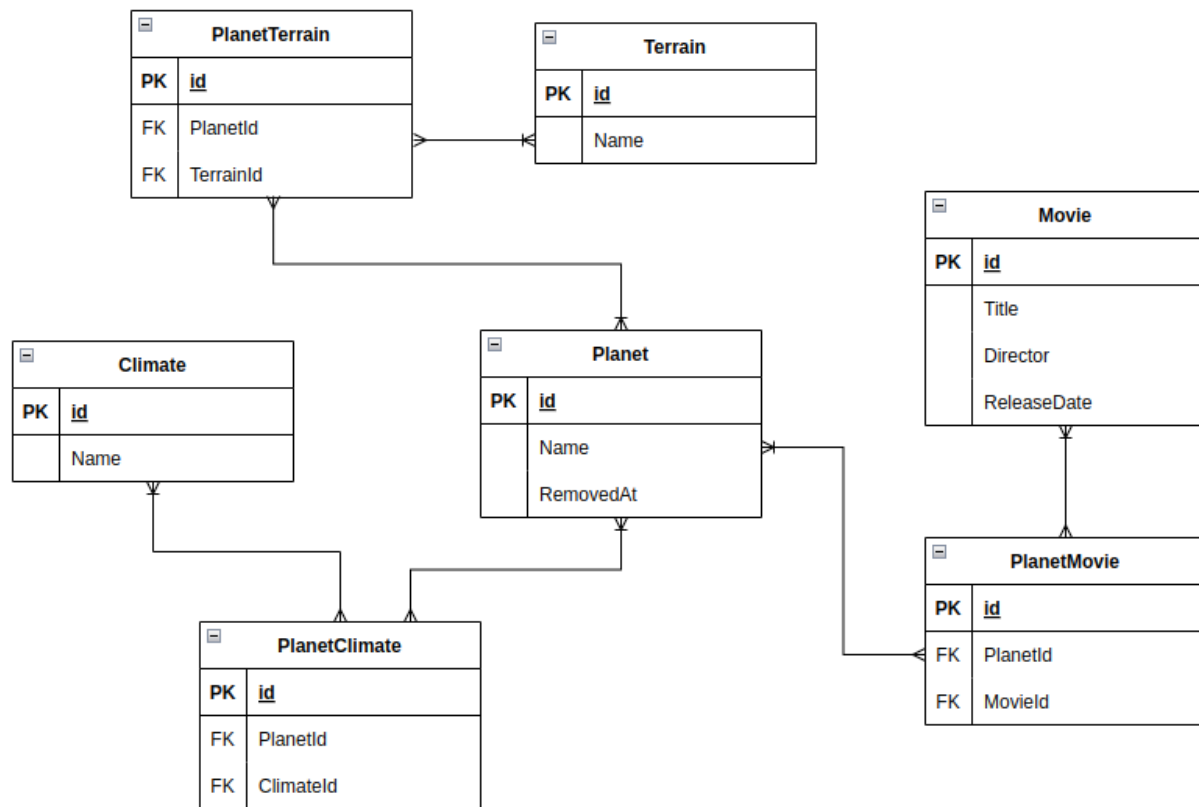 PlanetTerrain
PK id
FK PlanetId
FK TerrainId
Terrain
PK id
Name
Movie
PK id
Title
Director
ReleaseDate
Climate
PK id
Name
Planet
PK id
Name
RemovedAt
PlanetMovie
PK id
FK PlanetId
FK MovieId
PlanetClimate
PK id
FK PlanetId
FK ClimateId